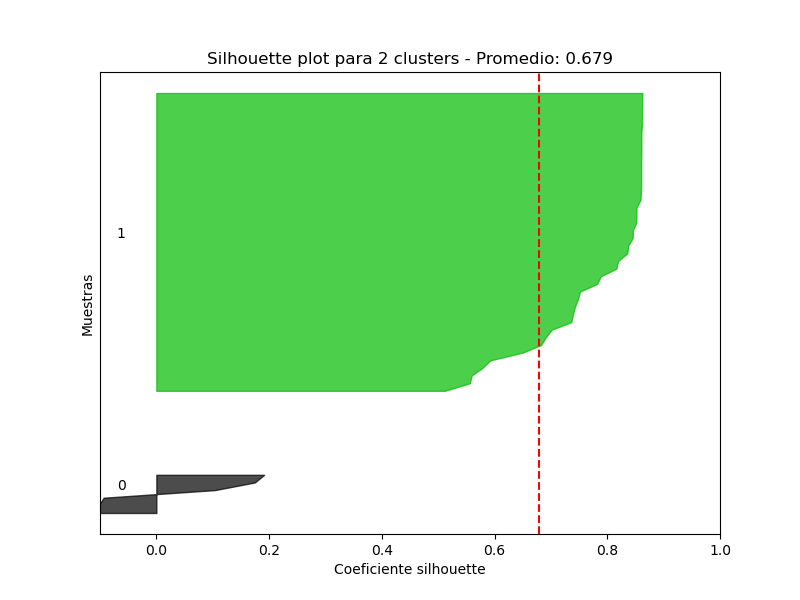 Silhouette plot para 2 clusters - Promedio: 0.679
1
0
Muestras
0.0 0.2 0.4 0.6 0.8 1.0
Coeficiente silhouette